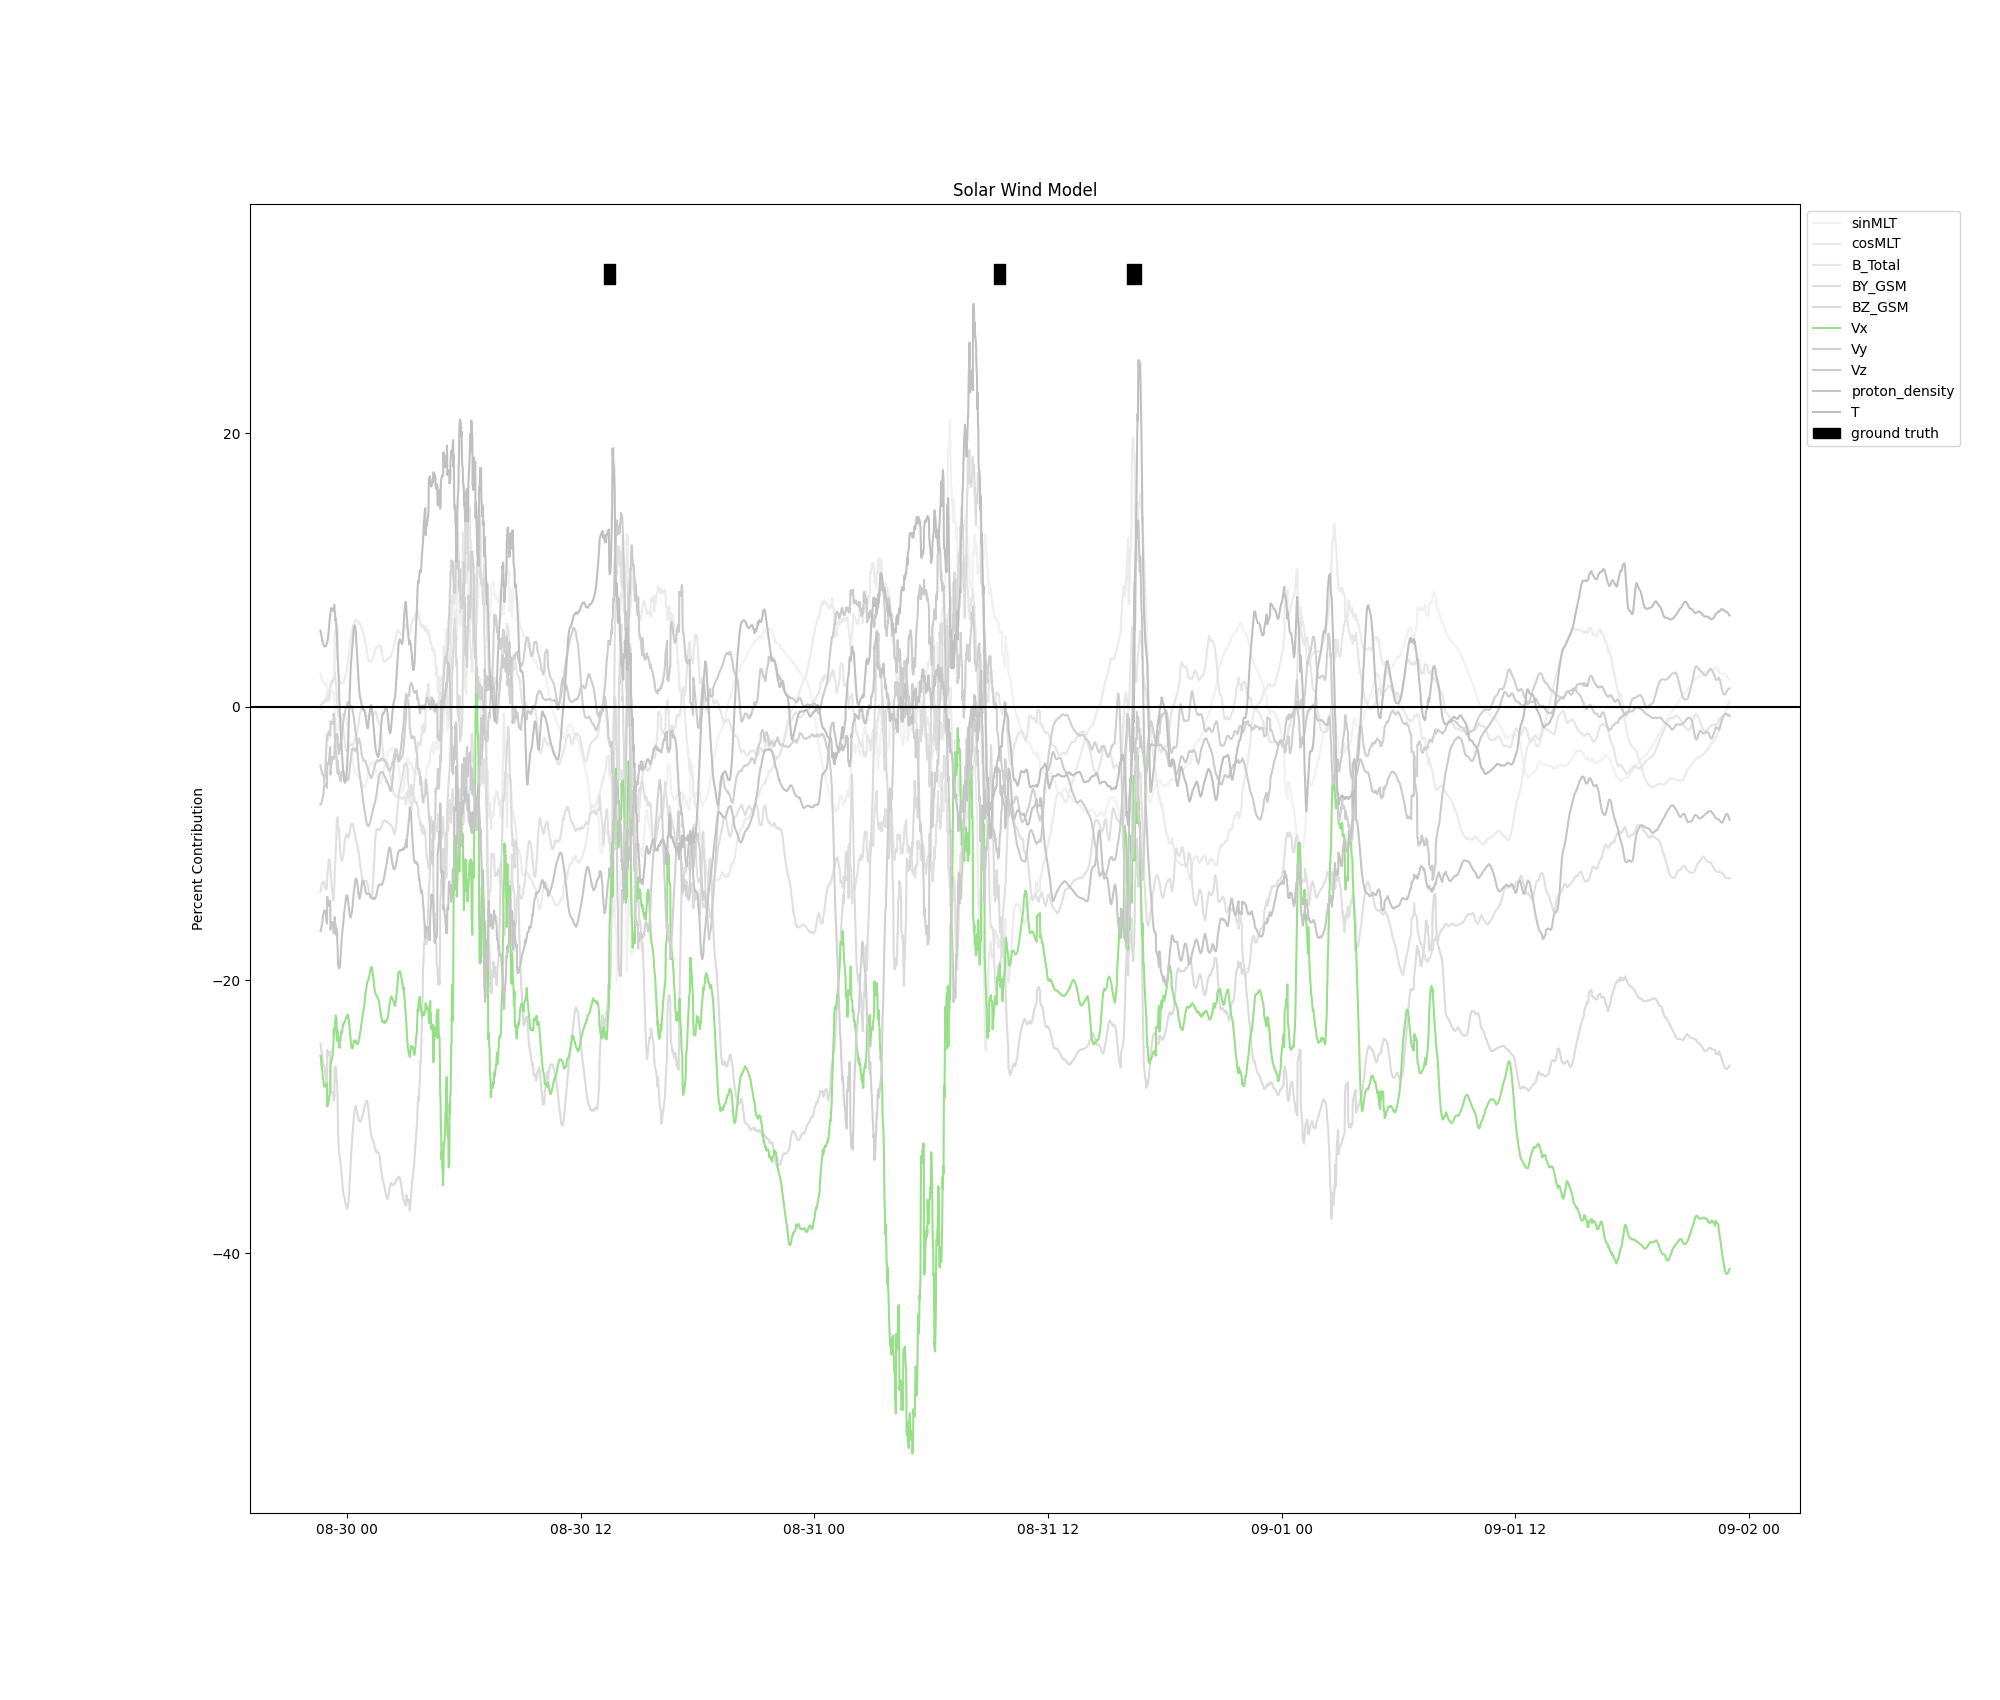 Solar Wind Model
sinMLT
cosMLT
B_Total
BY_GSM
BZ_GSM
Vx
Vy
Vz
proton_density
T
ground truth
Percent Contribution
20
0
−20
−40
08-30 00
08-30 12
08-31 00
08-31 12
09-01 00
09-01 12
09-02 00